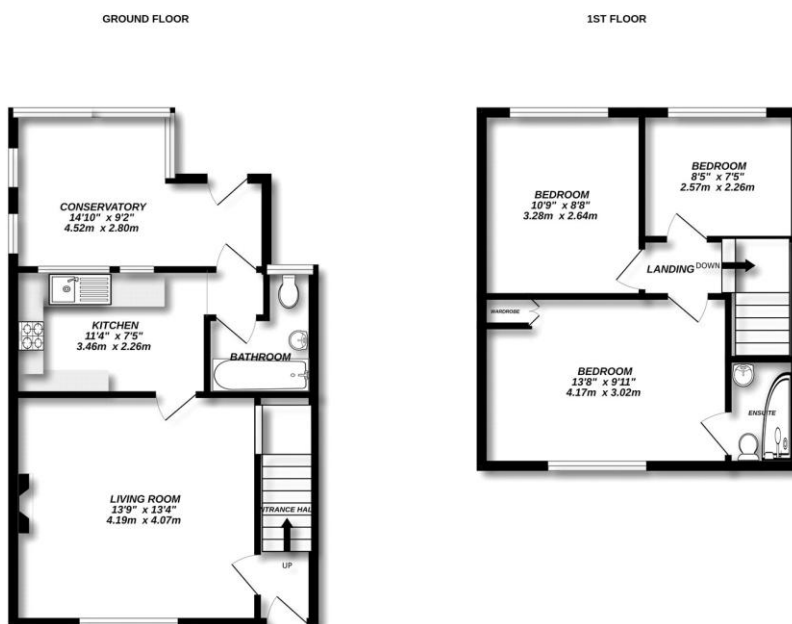 GROUND FLOOR
1ST FLOOR
CONSERVATORY
14'10" x 9'2"
4.52m x 2.80m
KITCHEN
11'4" x 7'5"
3.46m x 2.26m
BATHROOM
LIVING ROOM
13'9" x 13'4"
4.19m x 4.07m
NTRANCE HAL
UP
BEDROOM
10'9" x 8'8"
3.28m x 2.64m
BEDROOM
8'5" x 7'5"
2.57m x 2.26m
LANDING
DOWN
WARDROBE
BEDROOM
13'8" x 9'11"
4.17m x 3.02m
ENSUITE